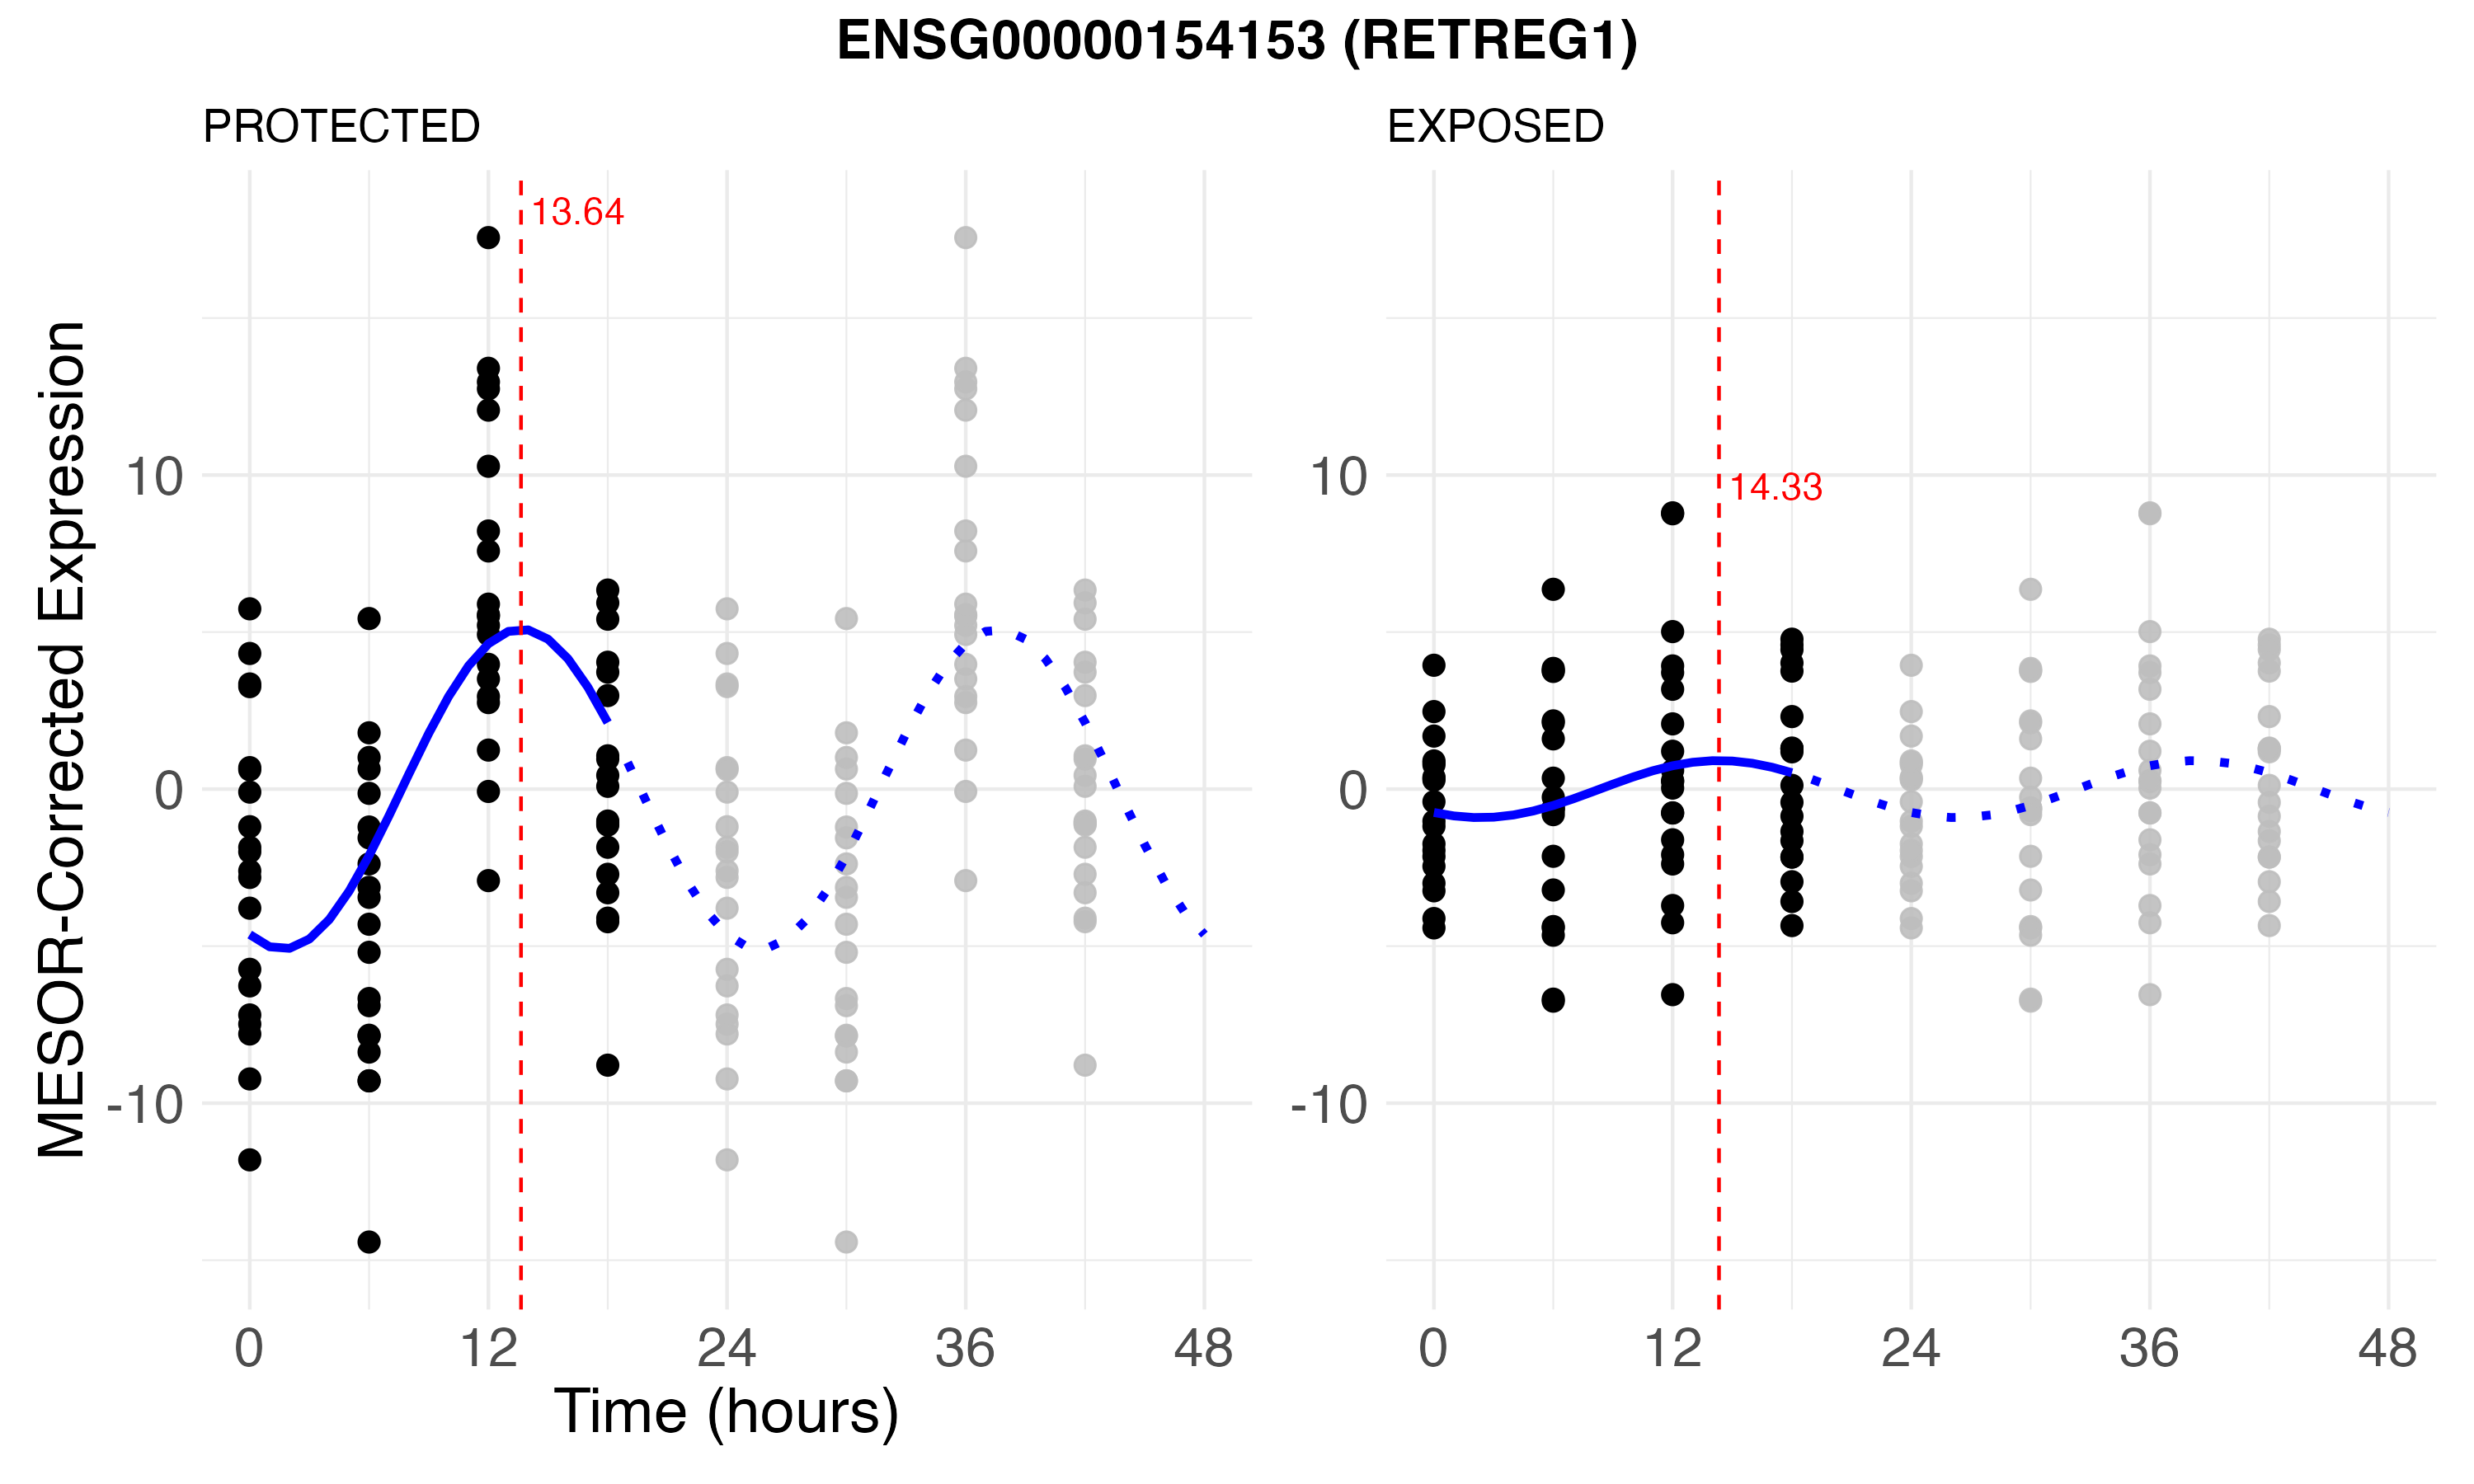 ENSG00000154153 (RETREG1)
PROTECTED
EXPOSED
MESOR-Corrected Expression
13.64
14.33
10
0
-10
10
0
-10
0 12 24 36 48
0 12 24 36 48
Time (hours)